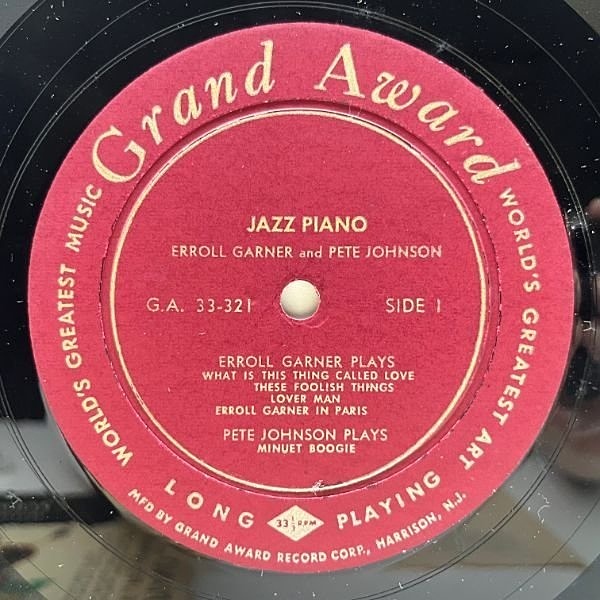 Grand Award
WORLD'S GREATEST MUSIC
WORLD'S GREATEST ART
JAZZ PIANO
ERROLL GARNER and PETE JOHNSON
G.A. 33-321 SIDE 1
ERROLL GARNER PLAYS
WHAT IS THIS THING CALLED LOVE
THESE FOOLISH THINGS
LOVER MAN
ERROLL GARNER IN PARIS
PETE JOHNSON PLAYS
MINUET BOOGIE
LONG 33 1/3 RPM PLAYING
MFD BY GRAND AWARD RECORD CORP., HARRISON, N.J.